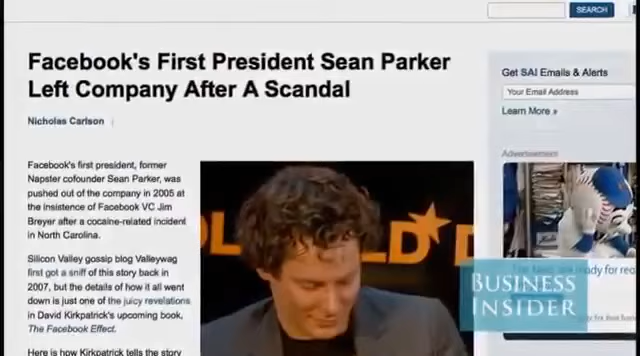 SEARCH
Facebook's First President Sean Parker
Left Company After A Scandal
Nicholas Carlson
Facebook's first president, former
Napster cofounder Sean Parker, was
pushed out of the company in 2005 at
the insistence of Facebook VC Jim
Breyer after a cocaine-related incident
in North Carolina.
Silicon Valley gossip blog Valleywag
first got a sniff of this story back in
2007, but the details of how it all went
down is just one of the juicy revelations
in David Kirkpatrick's upcoming book,
The Facebook Effect.
Here is how Kirkpatrick tells the story
Get SAI Emails & Alerts
Your Email Address
Learn More »
Advertisement
BUSINESS
INSIDER